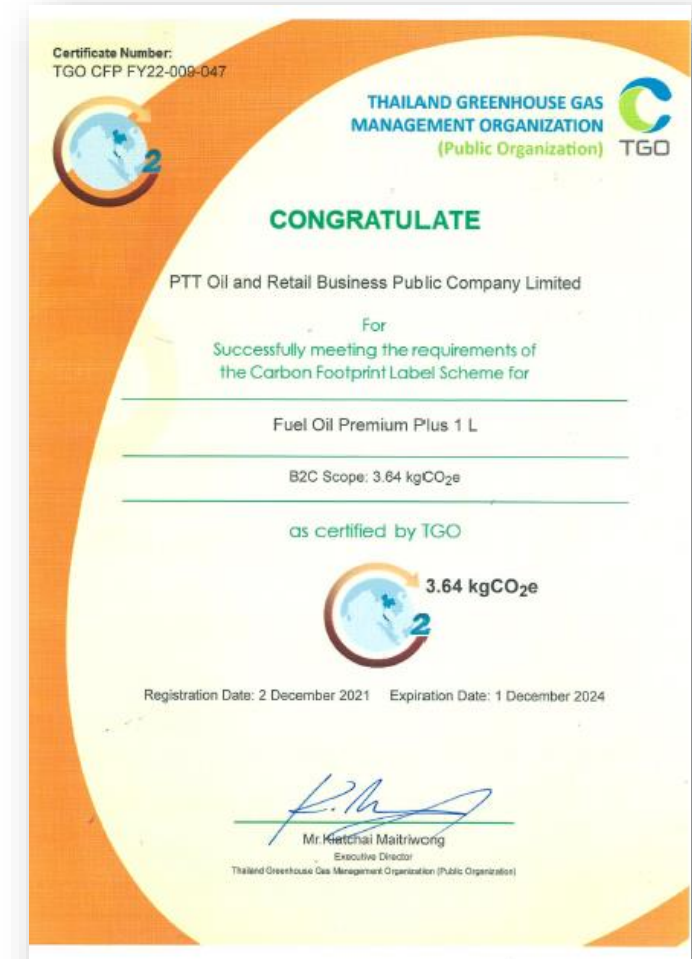 Certificate Number:
TGO CFP FY22-009-047
THAILAND GREENHOUSE GAS
MANAGEMENT ORGANIZATION
(Public Organization)
TGO
2
CONGRATULATE
PTT Oil and Retail Business Public Company Limited
For
Successfully meeting the requirements of
the Carbon Footprint Label Scheme for
Fuel Oil Premium Plus 1 L
B2C Scope: 3.64 kgCO₂e
as certified by TGO
3.64 kgCO₂e
2
Registration Date: 2 December 2021 Expiration Date: 1 December 2024
K.M
Mr.Kiatchai Maitriwong
Executive Director
Thailand Greenhouse Gas Management Organization (Public Organization)